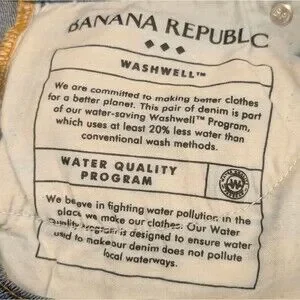 BANANA REPUBLC
WASHWELL™
We are committed to making better clothes
for a better planet. This pair of denim is part
of our water-saving Washwell™ Program,
which uses at least 20% less water than
conventional wash methods.
WATER QUALITY
PROGRAM
We beeve in fighting water pollution in the
place we make our clothes. Our Water
Quality Program is designed to ensure water
used to make our denim does not pollute
local waterways.